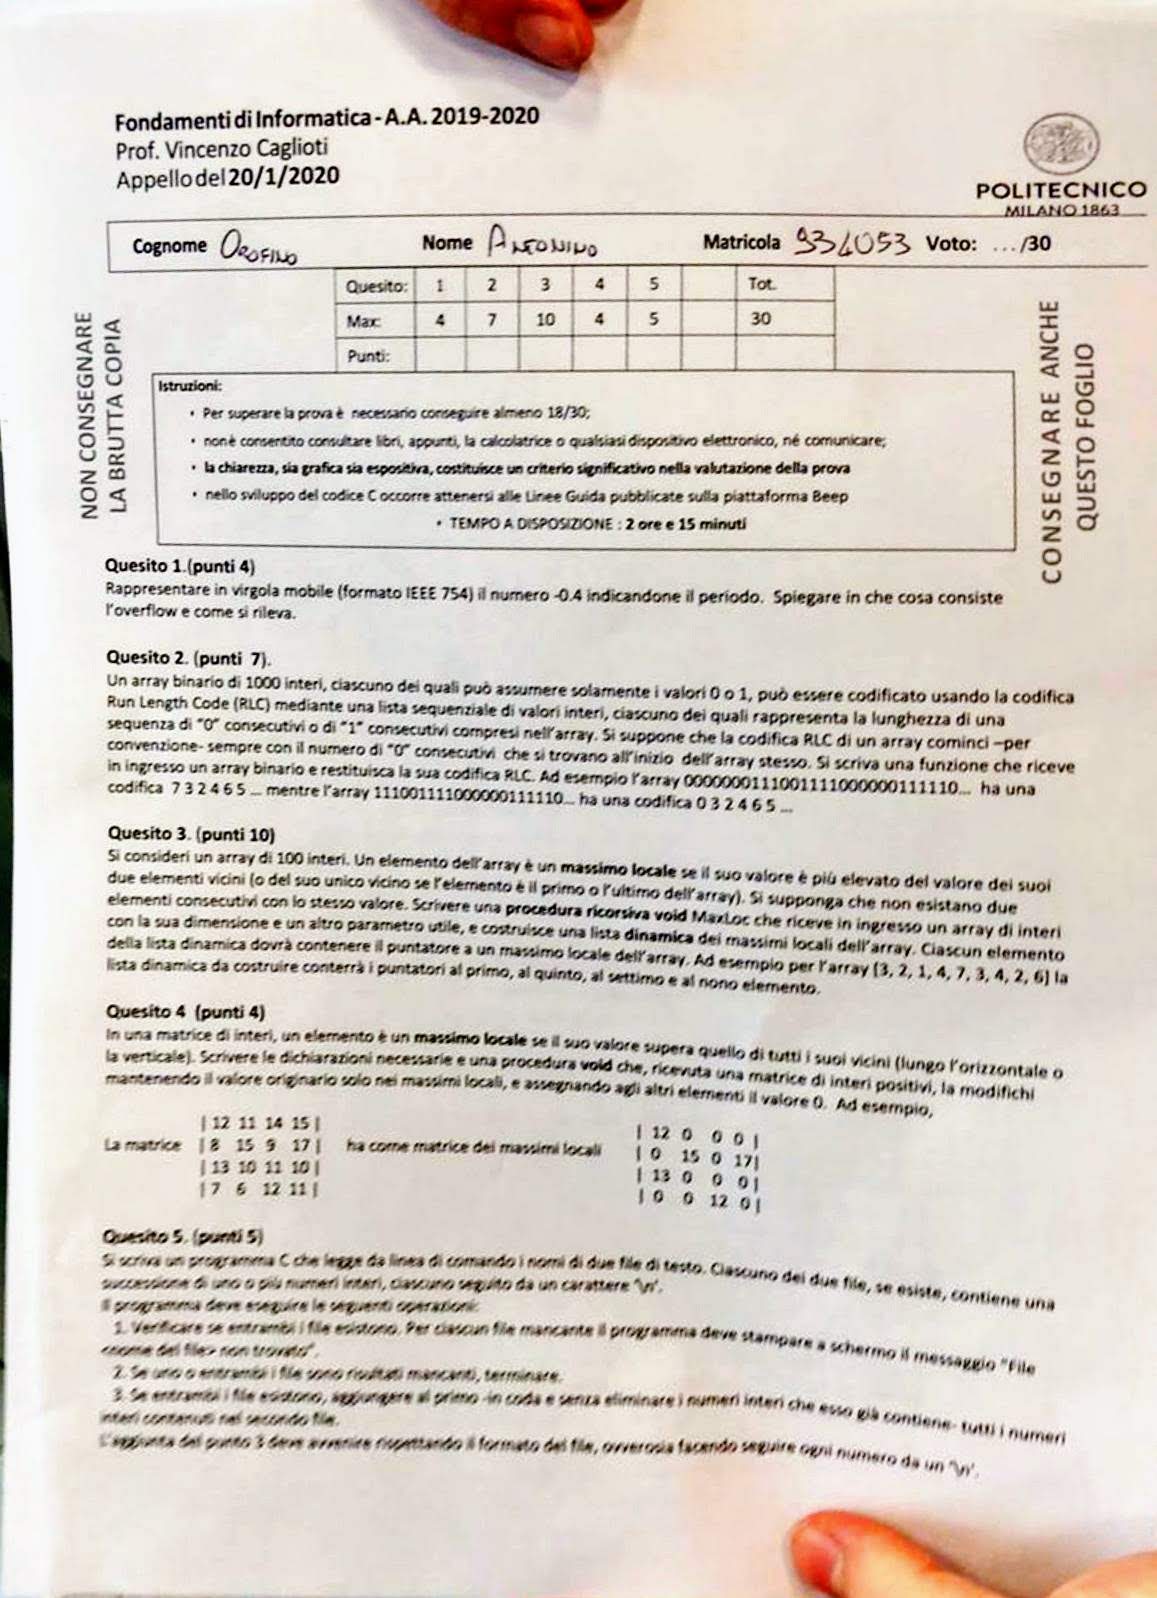 Fondamenti di Informatica - A.A. 2019-2020
Prof. Vincenzo Caglioti
Appello del 20/1/2020
POLITECNICO
MILANO 1863
Cognome OROFINO Nome ANTONINO Matricola 934053 Voto: .../30
Quesito: 1 2 3 4 5 Tot.
Max: 4 7 10 4 5 30
Punti:
NON CONSEGNARE
LA BRUTTA COPIA
CONSEGNARE ANCHE
QUESTO FOGLIO
Istruzioni:
• Per superare la prova è necessario conseguire almeno 18/30;
• non è consentito consultare libri, appunti, la calcolatrice o qualsiasi dispositivo elettronico, né comunicare;
• la chiarezza, sia grafica sia espositiva, costituisce un criterio significativo nella valutazione della prova
• nello sviluppo del codice C occorre attenersi alle Linee Guida pubblicate sulla piattaforma Beep
• TEMPO A DISPOSIZIONE : 2 ore e 15 minuti
Quesito 1.(punti 4)
Rappresentare in virgola mobile (formato IEEE 754) il numero -0.4 indicandone il periodo. Spiegare in che cosa consiste
l'overflow e come si rileva.
Quesito 2. (punti 7).
Un array binario di 1000 interi, ciascuno dei quali può assumere solamente i valori 0 o 1, può essere codificato usando la codifica
Run Length Code (RLC) mediante una lista sequenziale di valori interi, ciascuno dei quali rappresenta la lunghezza di una
sequenza di "0" consecutivi o di "1" consecutivi compresi nell'array. Si suppone che la codifica RLC di un array cominci –per
convenzione- sempre con il numero di "0" consecutivi che si trovano all'inizio dell'array stesso. Si scriva una funzione che riceve
in ingresso un array binario e restituisca la sua codifica RLC. Ad esempio l'array 0000000111001111000000111110... ha una
codifica 7 3 2 4 6 5 ... mentre l'array 111001111000000111110... ha una codifica 0 3 2 4 6 5 ...
Quesito 3. (punti 10)
Si consideri un array di 100 interi. Un elemento dell'array è un massimo locale se il suo valore è più elevato del valore dei suoi
due elementi vicini (o del suo unico vicino se l'elemento è il primo o l'ultimo dell'array). Si supponga che non esistano due
elementi consecutivi con lo stesso valore. Scrivere una procedura ricorsiva void MaxLoc che riceve in ingresso un array di interi
con la sua dimensione e un altro parametro utile, e costruisce una lista dinamica dei massimi locali dell'array. Ciascun elemento
della lista dinamica dovrà contenere il puntatore a un massimo locale dell'array. Ad esempio per l'array [3, 2, 1, 4, 7, 3, 4, 2, 6] la
lista dinamica da costruire conterrà i puntatori al primo, al quinto, al settimo e al nono elemento.
Quesito 4 (punti 4)
In una matrice di interi, un elemento è un massimo locale se il suo valore supera quello di tutti i suoi vicini (lungo l'orizzontale o
la verticale). Scrivere le dichiarazioni necessarie e una procedura void che, ricevuta una matrice di interi positivi, la modifichi
mantenendo il valore originario solo nei massimi locali, e assegnando agli altri elementi il valore 0. Ad esempio,
| 12 11 14 15 |
La matrice | 8 15 9 17 | ha come matrice dei massimi locali
| 13 10 11 10 |
| 7 6 12 11 |
| 12 0 0 0 |
| 0 15 0 17|
| 13 0 0 0|
| 0 0 12 0|
Quesito 5. (punti 5)
Si scriva un programma C che legge da linea di comando i nomi di due file di testo. Ciascuno dei due file, se esiste, contiene una
successione di uno o più numeri interi, ciascuno seguito da un carattere '\n'.
Il programma deve eseguire le seguenti operazioni:
1. Verificare se entrambi i file esistono. Per ciascun file mancante il programma deve stampare a schermo il messaggio "File
<nome del file> non trovato".
2. Se uno o entrambi i file sono risultati mancanti, terminare.
3. Se entrambi i file esistono, aggiungere al primo -in coda e senza eliminare i numeri interi che esso già contiene- tutti i numeri
interi contenuti nel secondo file.
L'aggiunta del punto 3 deve avvenire rispettando il formato del file, ovverosia facendo seguire ogni numero da un '\n'.